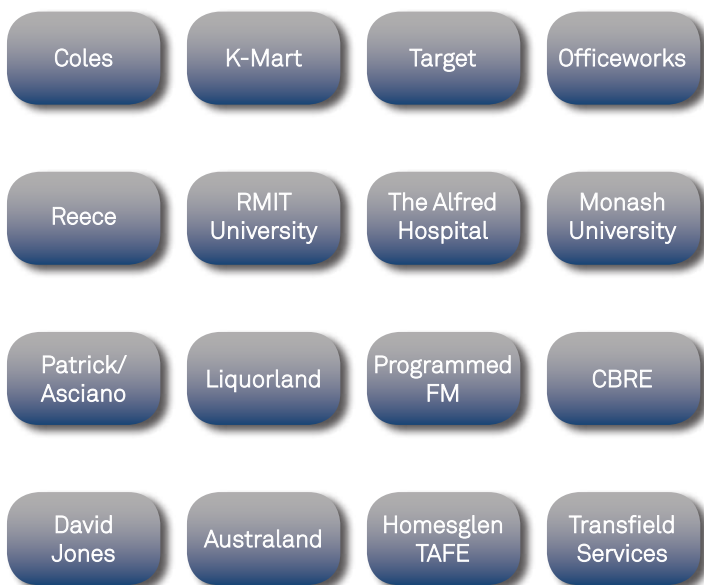 Coles
K-Mart
Target
Officeworks
Reece
RMIT
University
The Alfred
Hospital
Monash
University
Patrick/
Asciano
Liquorland
Programmed
FM
CBRE
David
Jones
Australand
Homesglen
TAFE
Transfield
Services